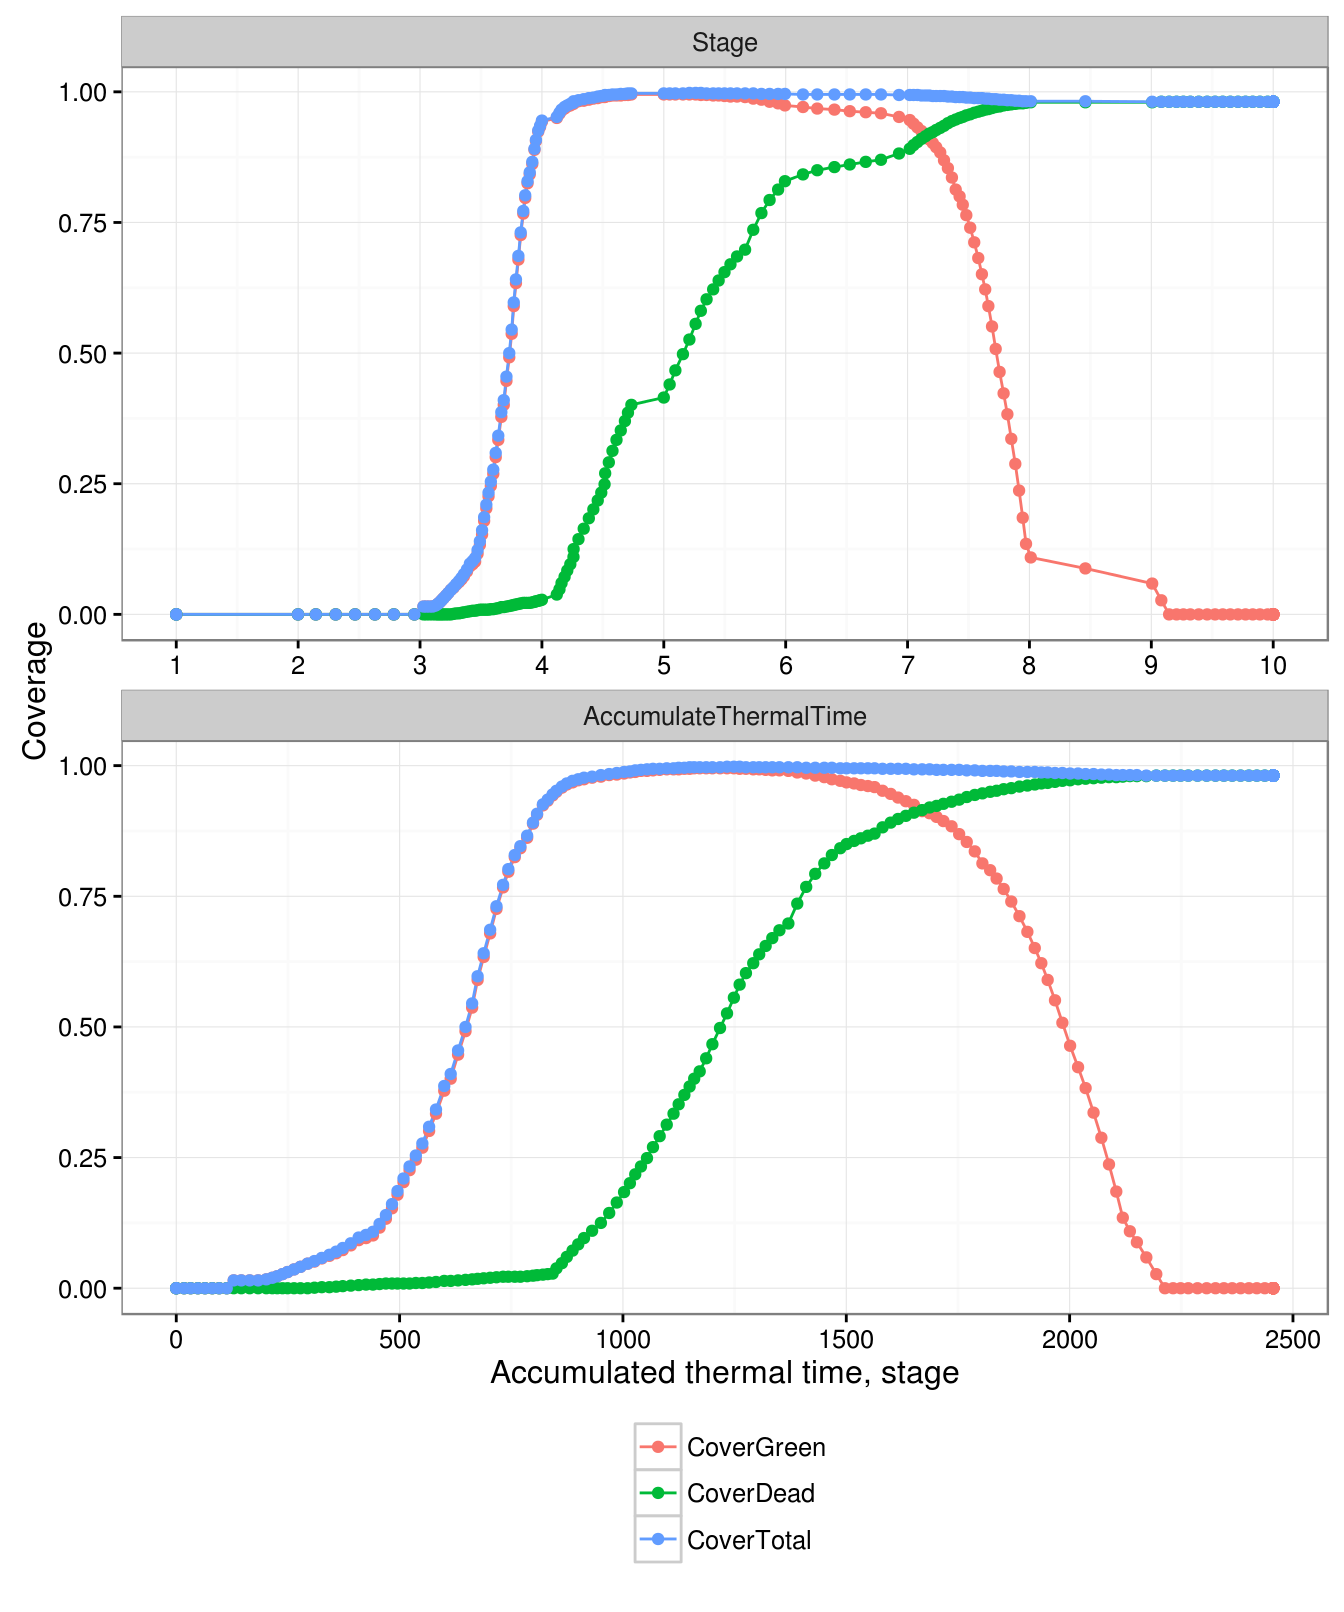 Stage
1.00
0.75
0.50
0.25
0.00
1 2 3 4 5 6 7 8 9 10
Coverage
AccumulateThermalTime
1.00
0.75
0.50
0.25
0.00
0 500 1000 1500 2000 2500
Accumulated thermal time, stage
CoverGreen
CoverDead
CoverTotal